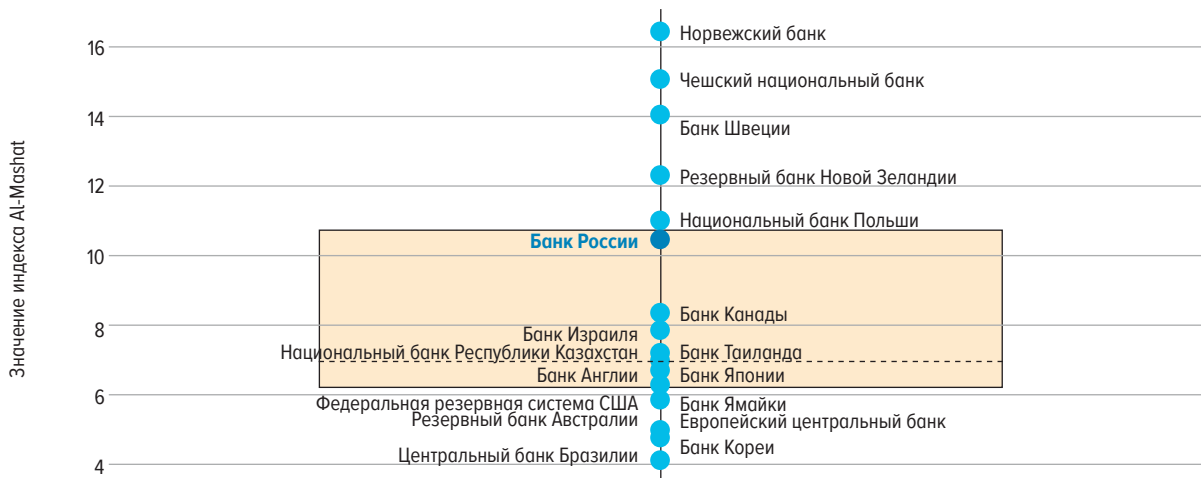 Значение индекса Al-Mashat
16
14
12
10
8
6
4
Норвежский банк
Чешский национальный банк
Банк Швеции
Резервный банк Новой Зеландии
Национальный банк Польши
Банк России
Банк Канады
Банк Израиля
Национальный банк Республики Казахстан
Банк Таиланда
Банк Англии
Банк Японии
Федеральная резервная система США
Банк Ямайки
Резервный банк Австралии
Европейский центральный банк
Банк Кореи
Центральный банк Бразилии